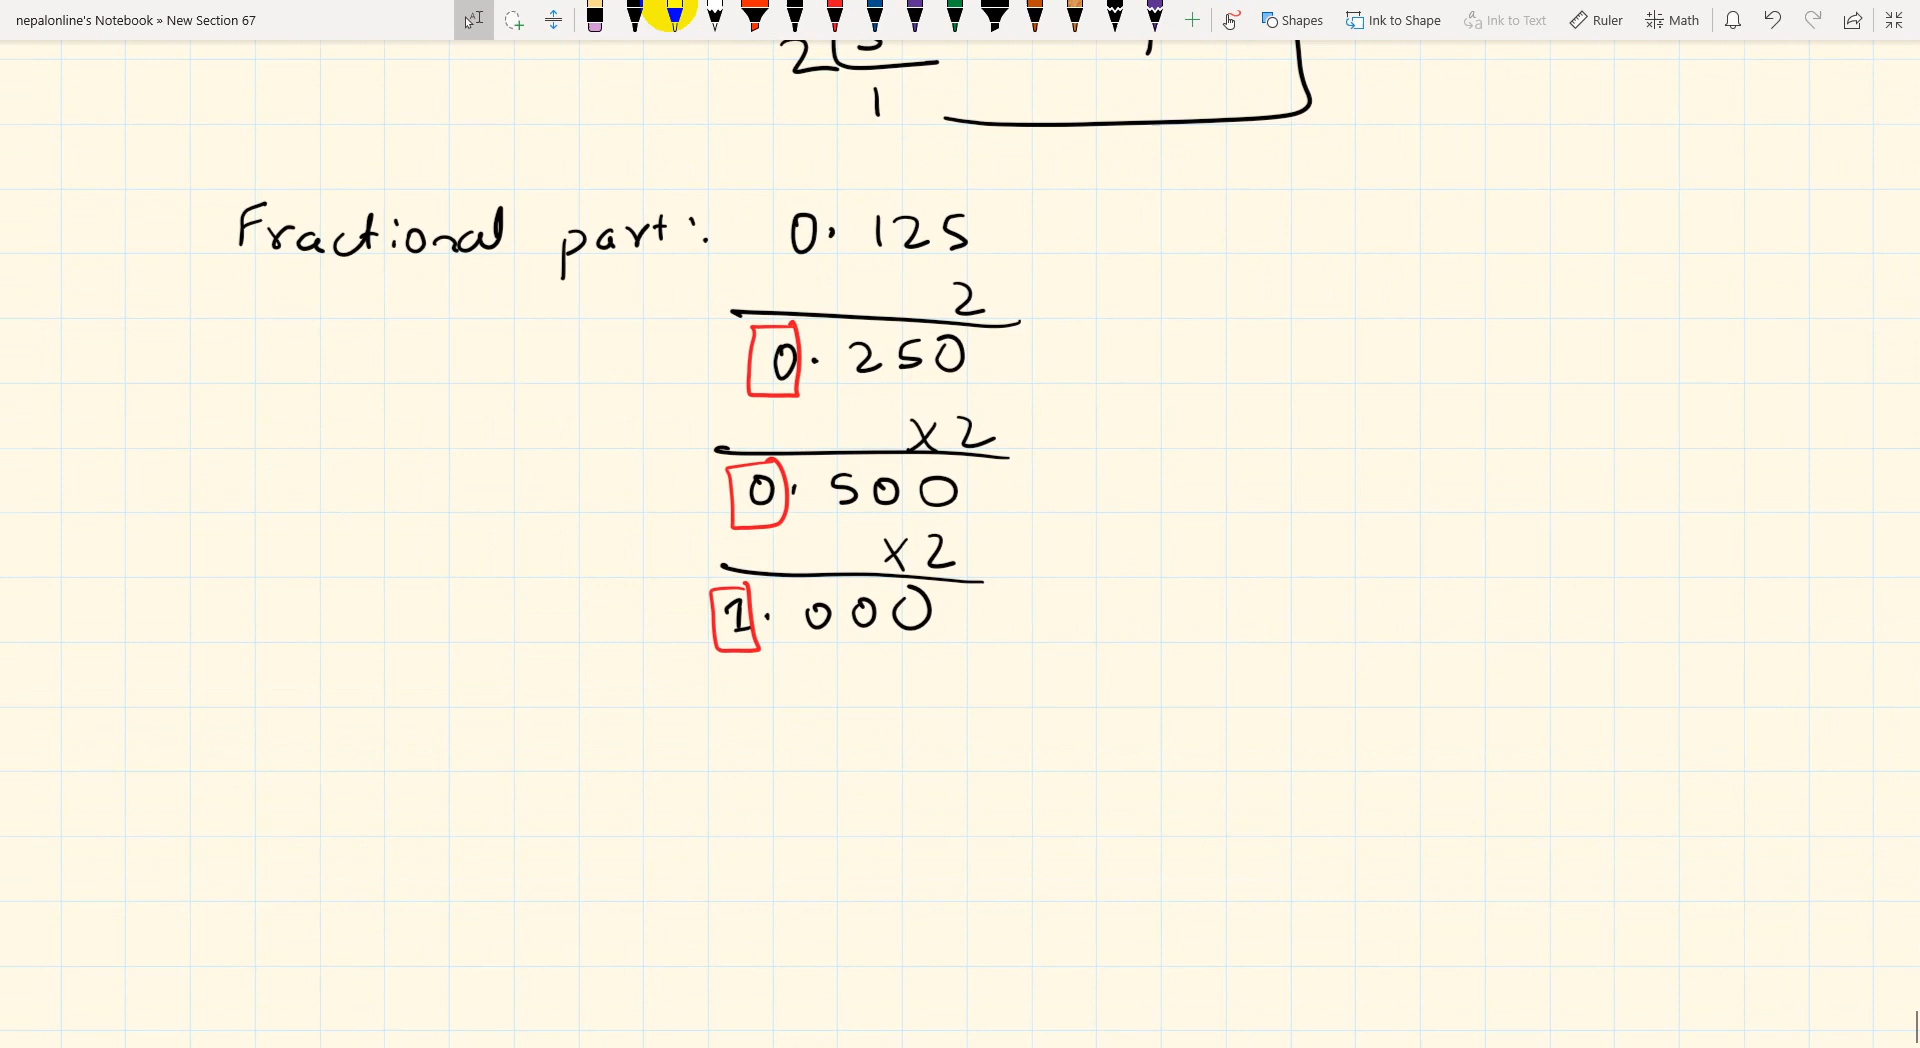 nepalonline's Notebook » New Section 67
Shapes
Ink to Shape
Ink to Text
Ruler
Math
2
1
Fractional part: 0.125
2
0.250
x2
0.500
x2
1.000